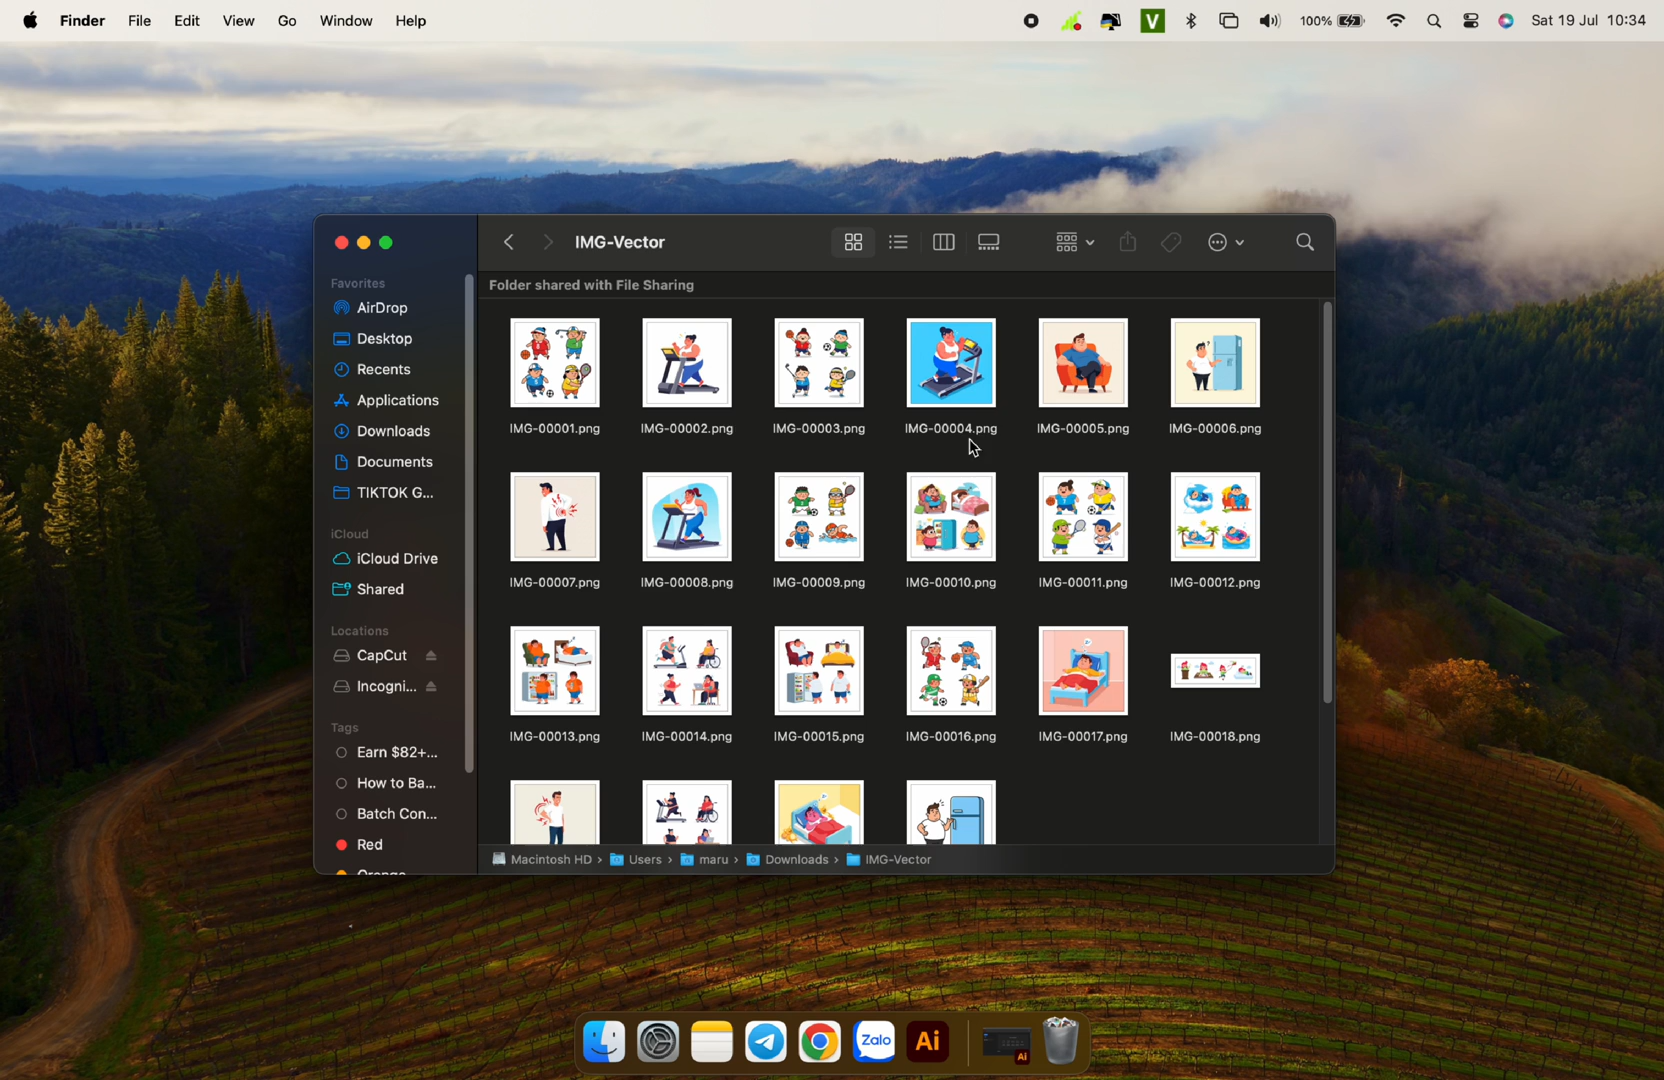 Finder File Edit View Go Window Help V 100% Sat 19 Jul 10:34
IMG-Vector
Folder shared with File Sharing
Favorites
AirDrop
Desktop
Recents
Applications
Downloads
Documents
TIKTOK G...
iCloud
iCloud Drive
Shared
Locations
CapCut
Incogni...
Tags
Earn $82+...
How to Ba...
Batch Con...
Red
Orange
IMG-00001.png IMG-00002.png IMG-00003.png IMG-00004.png IMG-00005.png IMG-00006.png
IMG-00007.png IMG-00008.png IMG-00009.png IMG-00010.png IMG-00011.png IMG-00012.png
IMG-00013.png IMG-00014.png IMG-00015.png IMG-00016.png IMG-00017.png IMG-00018.png
Macintosh HD › Users › maru › Downloads › IMG-Vector
Zalo Ai Ai